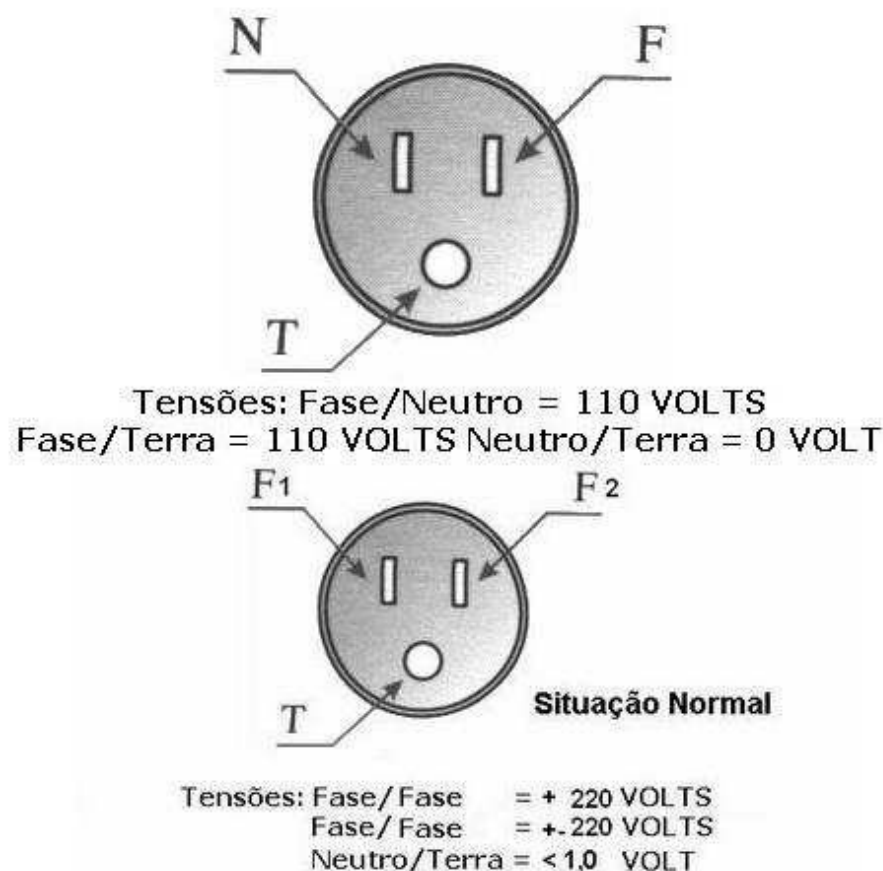 N F
T
Tensões: Fase/Neutro = 110 VOLTS
Fase/Terra = 110 VOLTS Neutro/Terra = 0 VOLT
F1 F2
T
Situação Normal
Tensões: Fase/Fase = + 220 VOLTS
Fase/Fase = +- 220 VOLTS
Neutro/Terra = < 1,0 VOLT